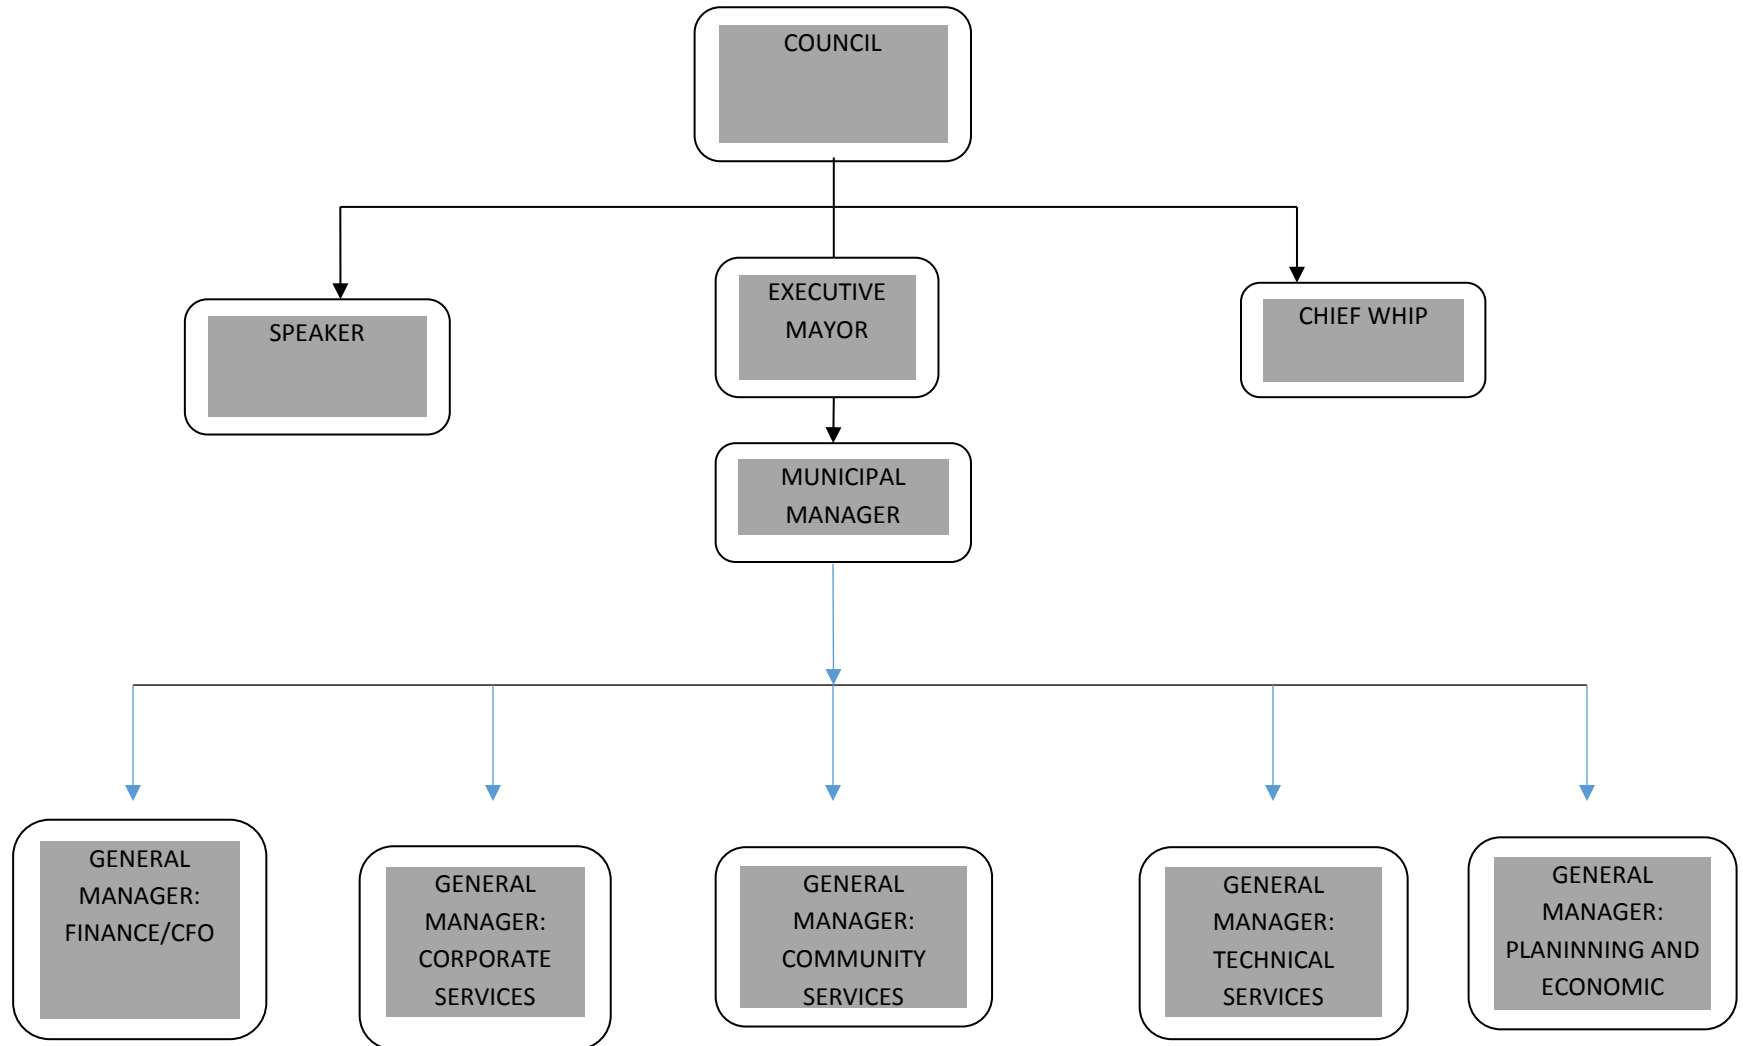 COUNCIL
SPEAKER
EXECUTIVE
MAYOR
CHIEF WHIP
MUNICIPAL
MANAGER
GENERAL
MANAGER:
FINANCE/CFO
GENERAL
MANAGER:
CORPORATE
SERVICES
GENERAL
MANAGER:
COMMUNITY
SERVICES
GENERAL
MANAGER:
TECHNICAL
SERVICES
GENERAL
MANAGER:
PLANINNING AND
ECONOMIC